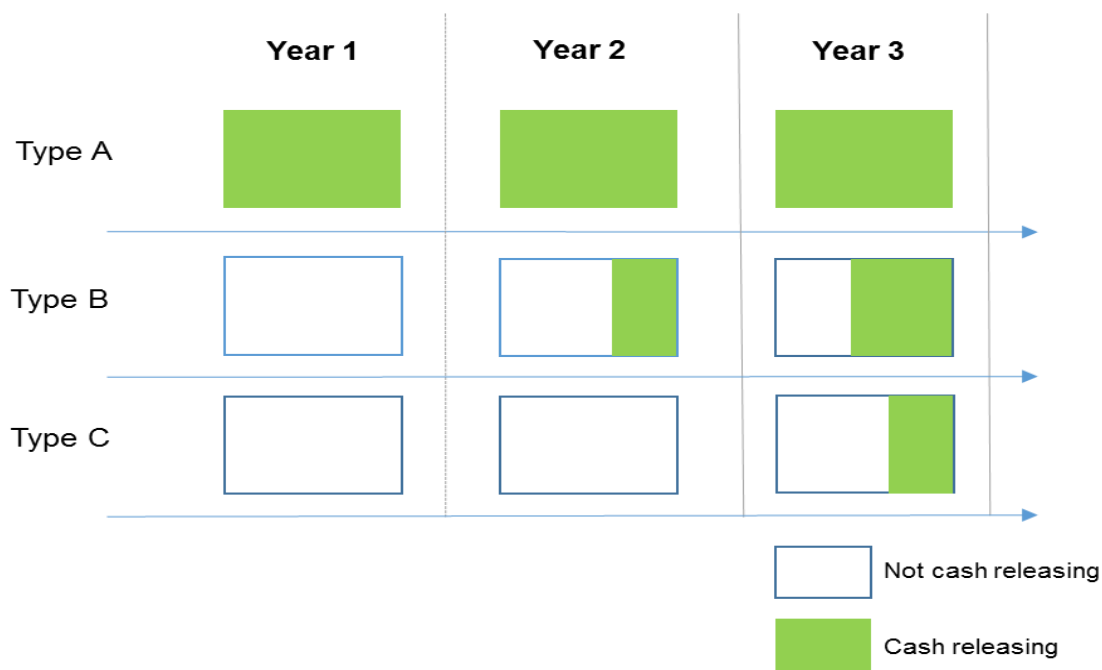 Year 1
Year 2
Year 3
Type A
Type B
Type C
Not cash releasing
Cash releasing